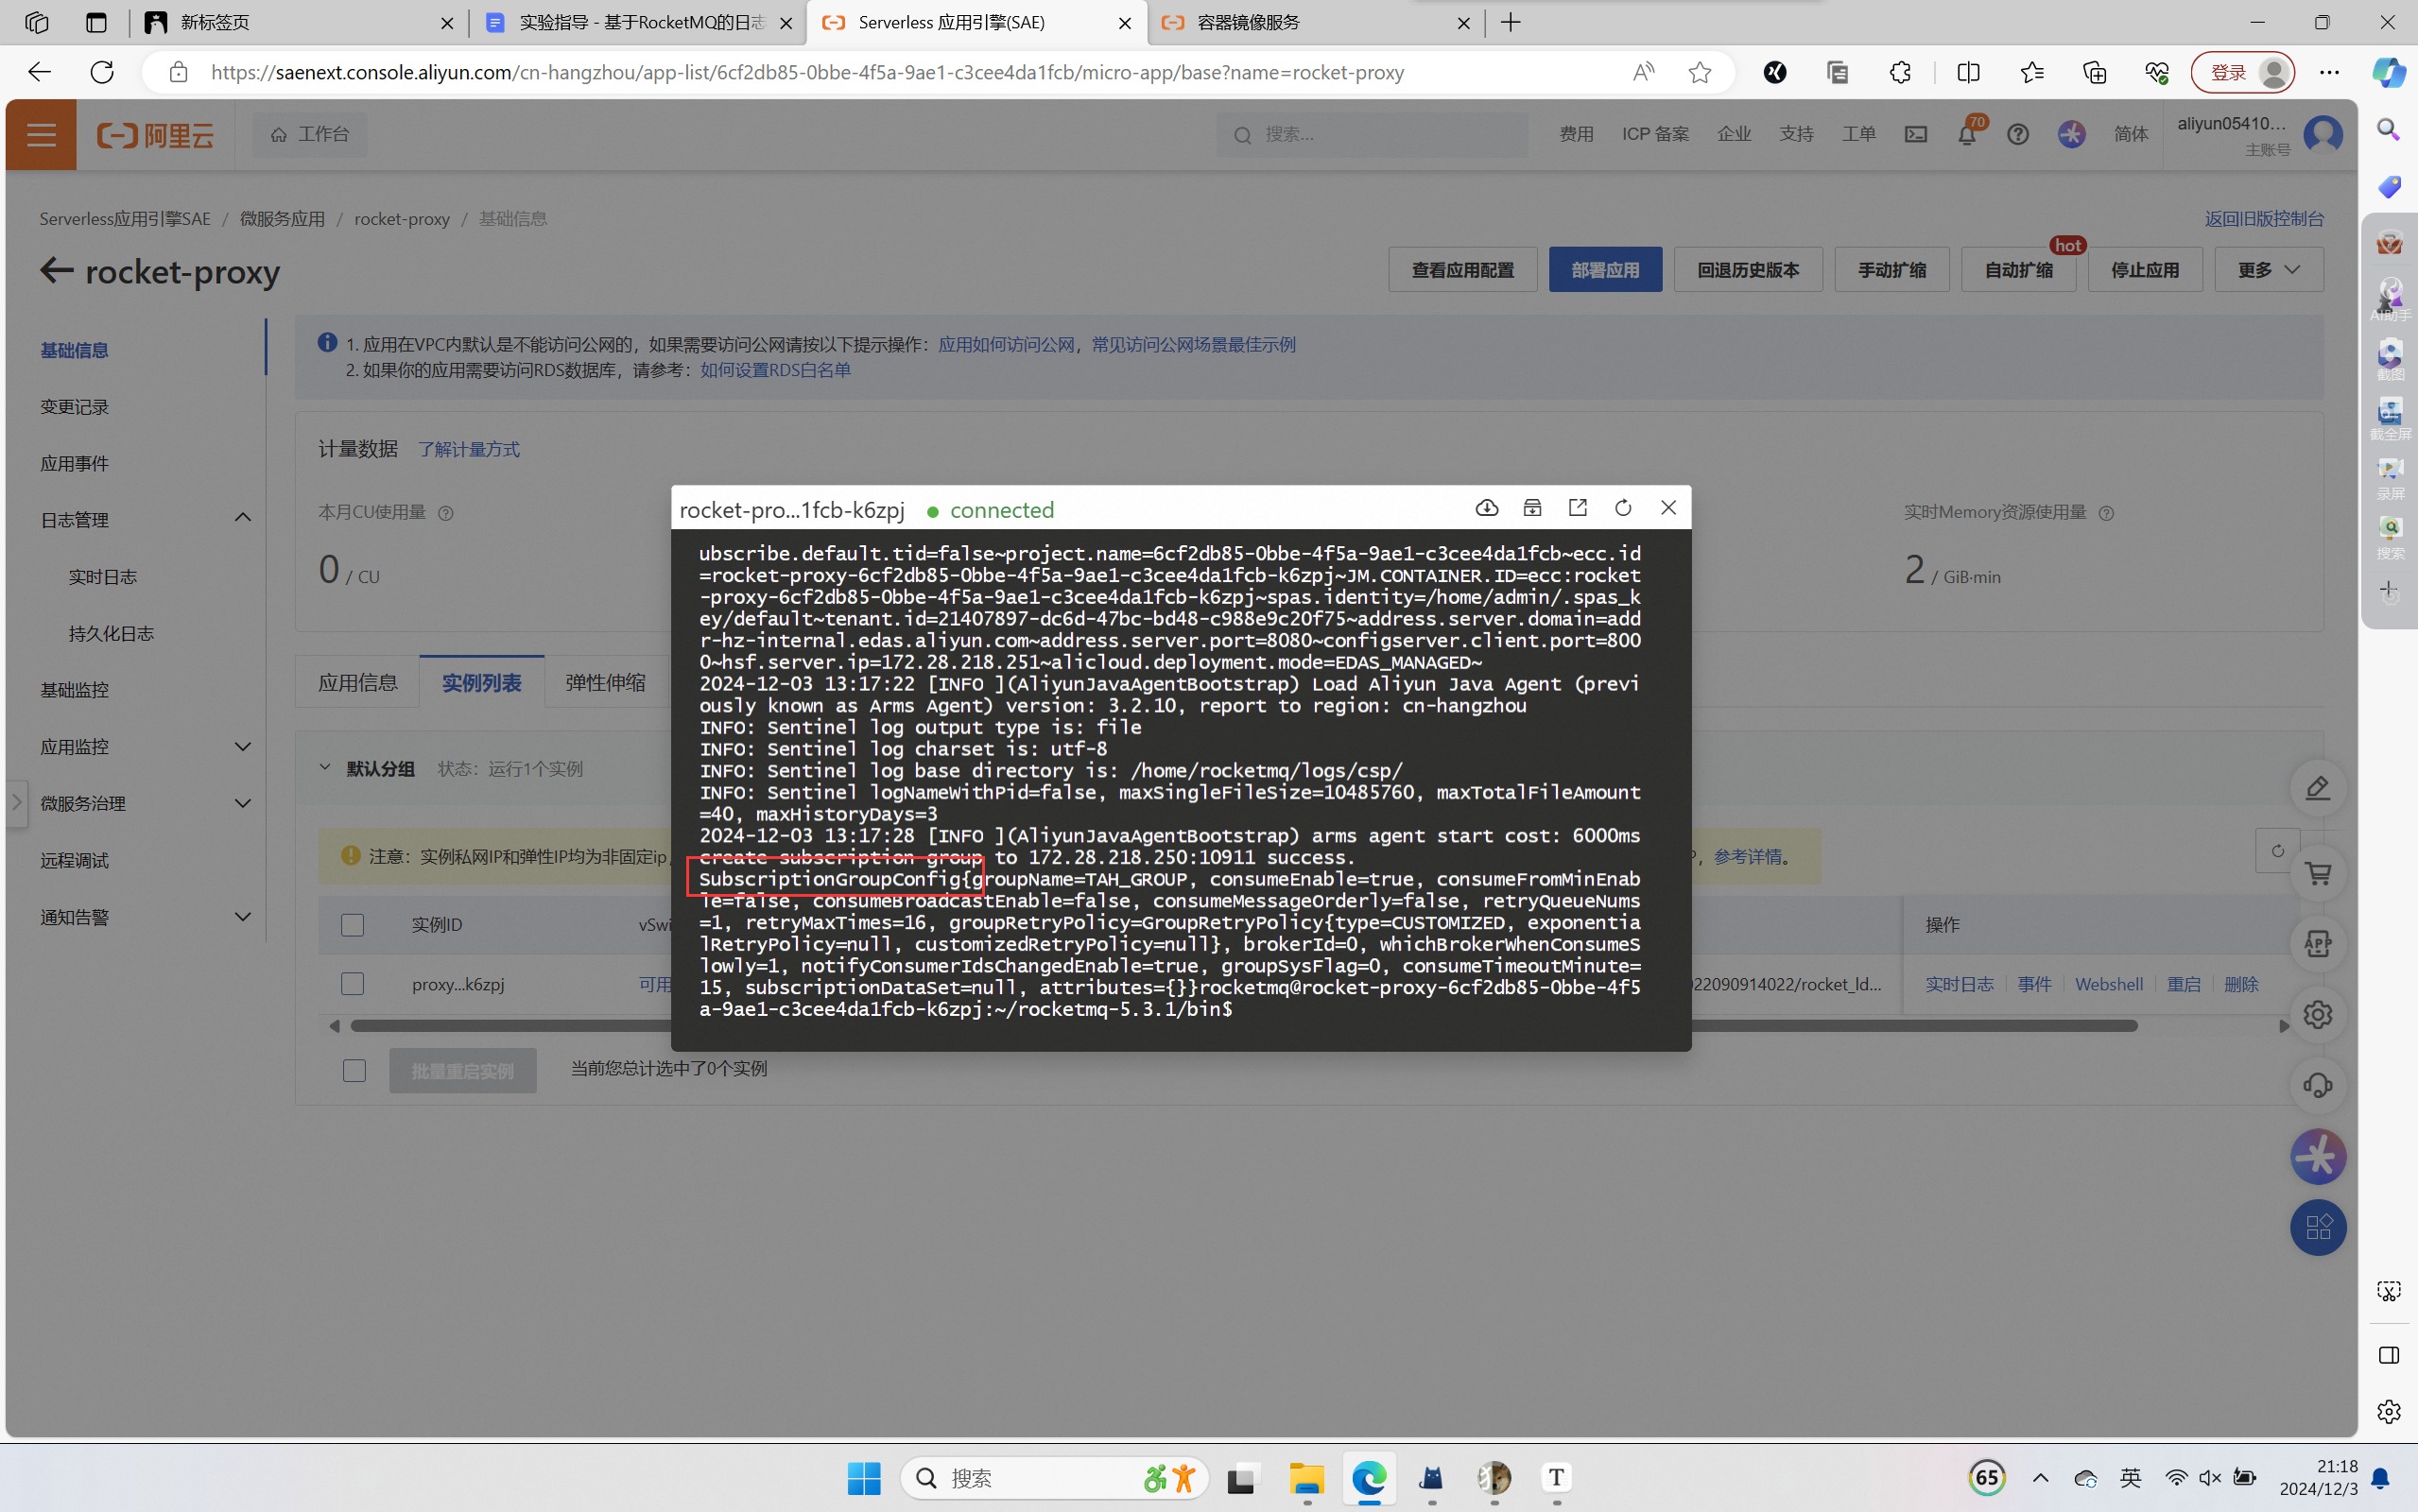 新标签页
实验指导 - 基于RocketMQ的日志
Serverless 应用引擎(SAE)
容器镜像服务
https://saenext.console.aliyun.com/cn-hangzhou/app-list/6cf2db85-0bbe-4f5a-9ae1-c3cee4da1fcb/micro-app/base?name=rocket-proxy
登录
阿里云
工作台
搜索...
费用
ICP 备案
企业
支持
工单
70
简体
aliyun05410...
主账号
Serverless应用引擎SAE / 微服务应用 / rocket-proxy / 基础信息
返回旧版控制台
rocket-proxy
查看应用配置
部署应用
回退历史版本
手动扩缩
自动扩缩
hot
停止应用
更多
基础信息
变更记录
应用事件
日志管理
实时日志
持久化日志
基础监控
应用监控
微服务治理
远程调试
通知告警
1. 应用在VPC内默认是不能访问公网的，如果需要访问公网请按以下提示操作：应用如何访问公网，常见访问公网场景最佳示例
2. 如果你的应用需要访问RDS数据库，请参考：如何设置RDS白名单
计量数据 了解计量方式
本月CU使用量
0 / CU
实时Memory资源使用量
2 / GiB·min
应用信息
实例列表
弹性伸缩
默认分组 状态：运行1个实例
注意：实例私网IP和弹性IP均为非固定ip，
，参考详情。
实例ID
vSwi
操作
proxy...k6zpj
可用
022090914022/rocket_ld...
实时日志
事件
Webshell
重启
删除
批量重启实例
当前您总计选中了0个实例
rocket-pro...1fcb-k6zpj
connected
ubscribe.default.tid=false~project.name=6cf2db85-0bbe-4f5a-9ae1-c3cee4da1fcb~ecc.id
=rocket-proxy-6cf2db85-0bbe-4f5a-9ae1-c3cee4da1fcb-k6zpj~JM.CONTAINER.ID=ecc:rocket
-proxy-6cf2db85-0bbe-4f5a-9ae1-c3cee4da1fcb-k6zpj~spas.identity=/home/admin/.spas_k
ey/default~tenant.id=21407897-dc6d-47bc-bd48-c988e9c20f75~address.server.domain=add
r-hz-internal.edas.aliyun.com~address.server.port=8080~configserver.client.port=800
0~hsf.server.ip=172.28.218.251~alicloud.deployment.mode=EDAS_MANAGED~
2024-12-03 13:17:22 [INFO ](AliyunJavaAgentBootstrap) Load Aliyun Java Agent (previ
ously known as Arms Agent) version: 3.2.10, report to region: cn-hangzhou
INFO: Sentinel log output type is: file
INFO: Sentinel log charset is: utf-8
INFO: Sentinel log base directory is: /home/rocketmq/logs/csp/
INFO: Sentinel logNameWithPid=false, maxSingleFileSize=10485760, maxTotalFileAmount
=40, maxHistoryDays=3
2024-12-03 13:17:28 [INFO ](AliyunJavaAgentBootstrap) arms agent start cost: 6000ms
create subscription group to 172.28.218.250:10911 success.
SubscriptionGroupConfig{groupName=TAH_GROUP, consumeEnable=true, consumeFromMinEnab
le=false, consumeBroadcastEnable=false, consumeMessageOrderly=false, retryQueueNums
=1, retryMaxTimes=16, groupRetryPolicy=GroupRetryPolicy{type=CUSTOMIZED, exponentia
lRetryPolicy=null, customizedRetryPolicy=null}, brokerId=0, whichBrokerWhenConsumeS
lowly=1, notifyConsumerIdsChangedEnable=true, groupSysFlag=0, consumeTimeoutMinute=
15, subscriptionDataSet=null, attributes={}}rocketmq@rocket-proxy-6cf2db85-0bbe-4f5
a-9ae1-c3cee4da1fcb-k6zpj:~/rocketmq-5.3.1/bin$
APP
AI助手
截图
截全屏
录屏
搜索
搜索
T
65
英
21:18
2024/12/3